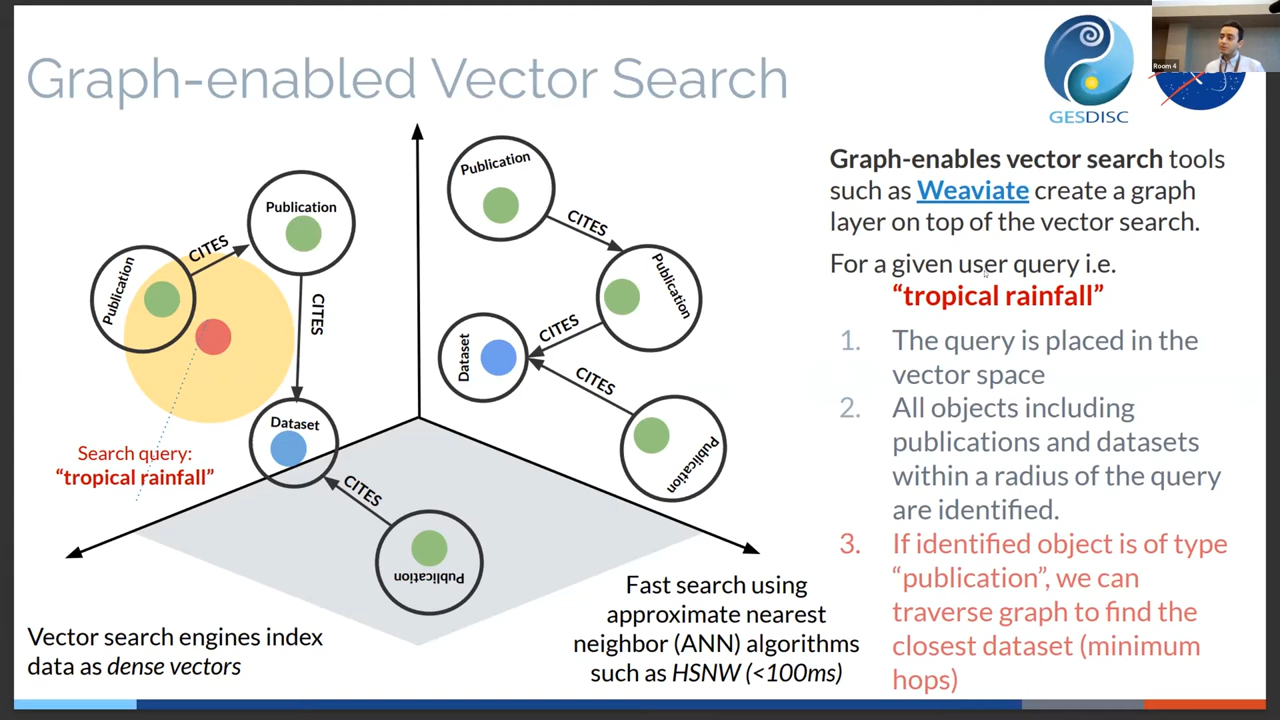 Graph-enabled Vector Search
GESDISC
Room 4
Publication
CITES
Publication
CITES
Dataset
CITES
Publication
Search query:
“tropical rainfall”
Publication
CITES
Publication
CITES
Dataset
CITES
Publication
Vector search engines index
data as dense vectors
Fast search using
approximate nearest
neighbor (ANN) algorithms
such as HSNW (<100ms)
Graph-enables vector search tools
such as Weaviate create a graph
layer on top of the vector search.
For a given user query i.e.
“tropical rainfall”
1. The query is placed in the
vector space
2. All objects including
publications and datasets
within a radius of the query
are identified.
3. If identified object is of type
“publication”, we can
traverse graph to find the
closest dataset (minimum
hops)